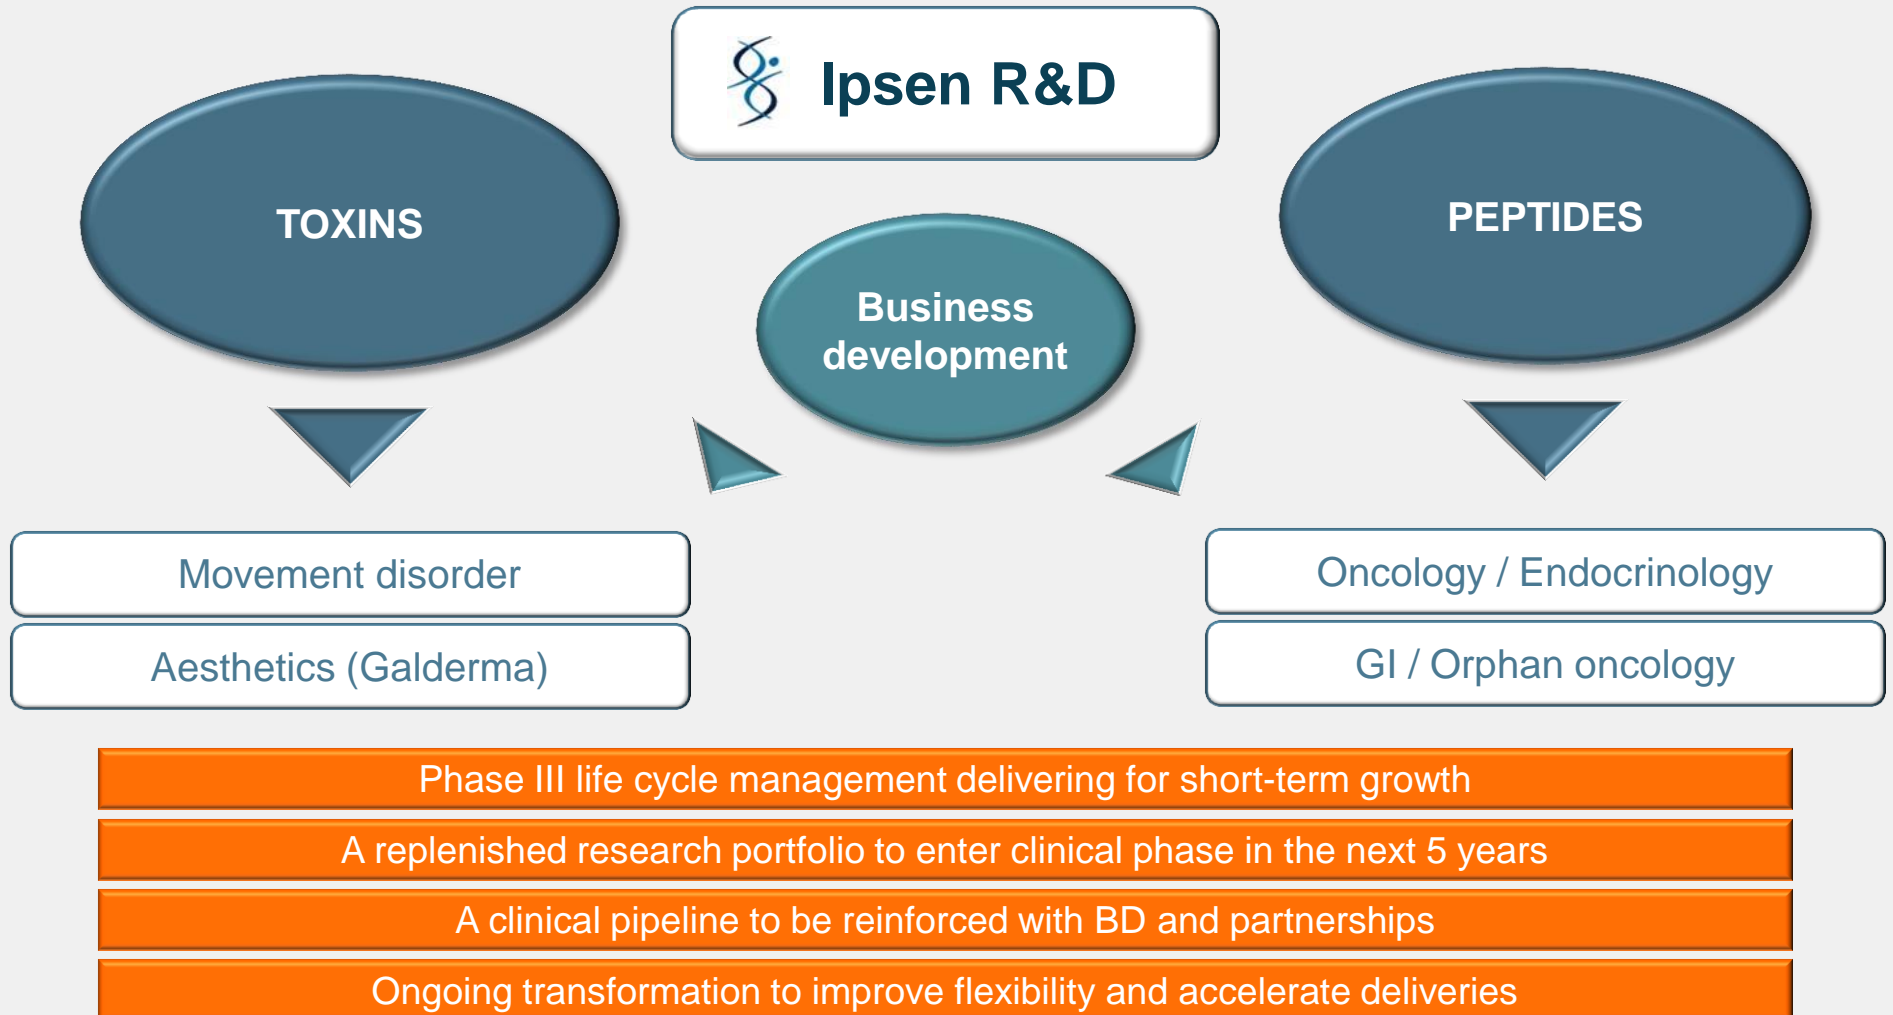 Ipsen R&D
TOXINS
PEPTIDES
Business
development
Movement disorder
Aesthetics (Galderma)
Oncology / Endocrinology
GI / Orphan oncology
Phase III life cycle management delivering for short-term growth
A replenished research portfolio to enter clinical phase in the next 5 years
A clinical pipeline to be reinforced with BD and partnerships
Ongoing transformation to improve flexibility and accelerate deliveries